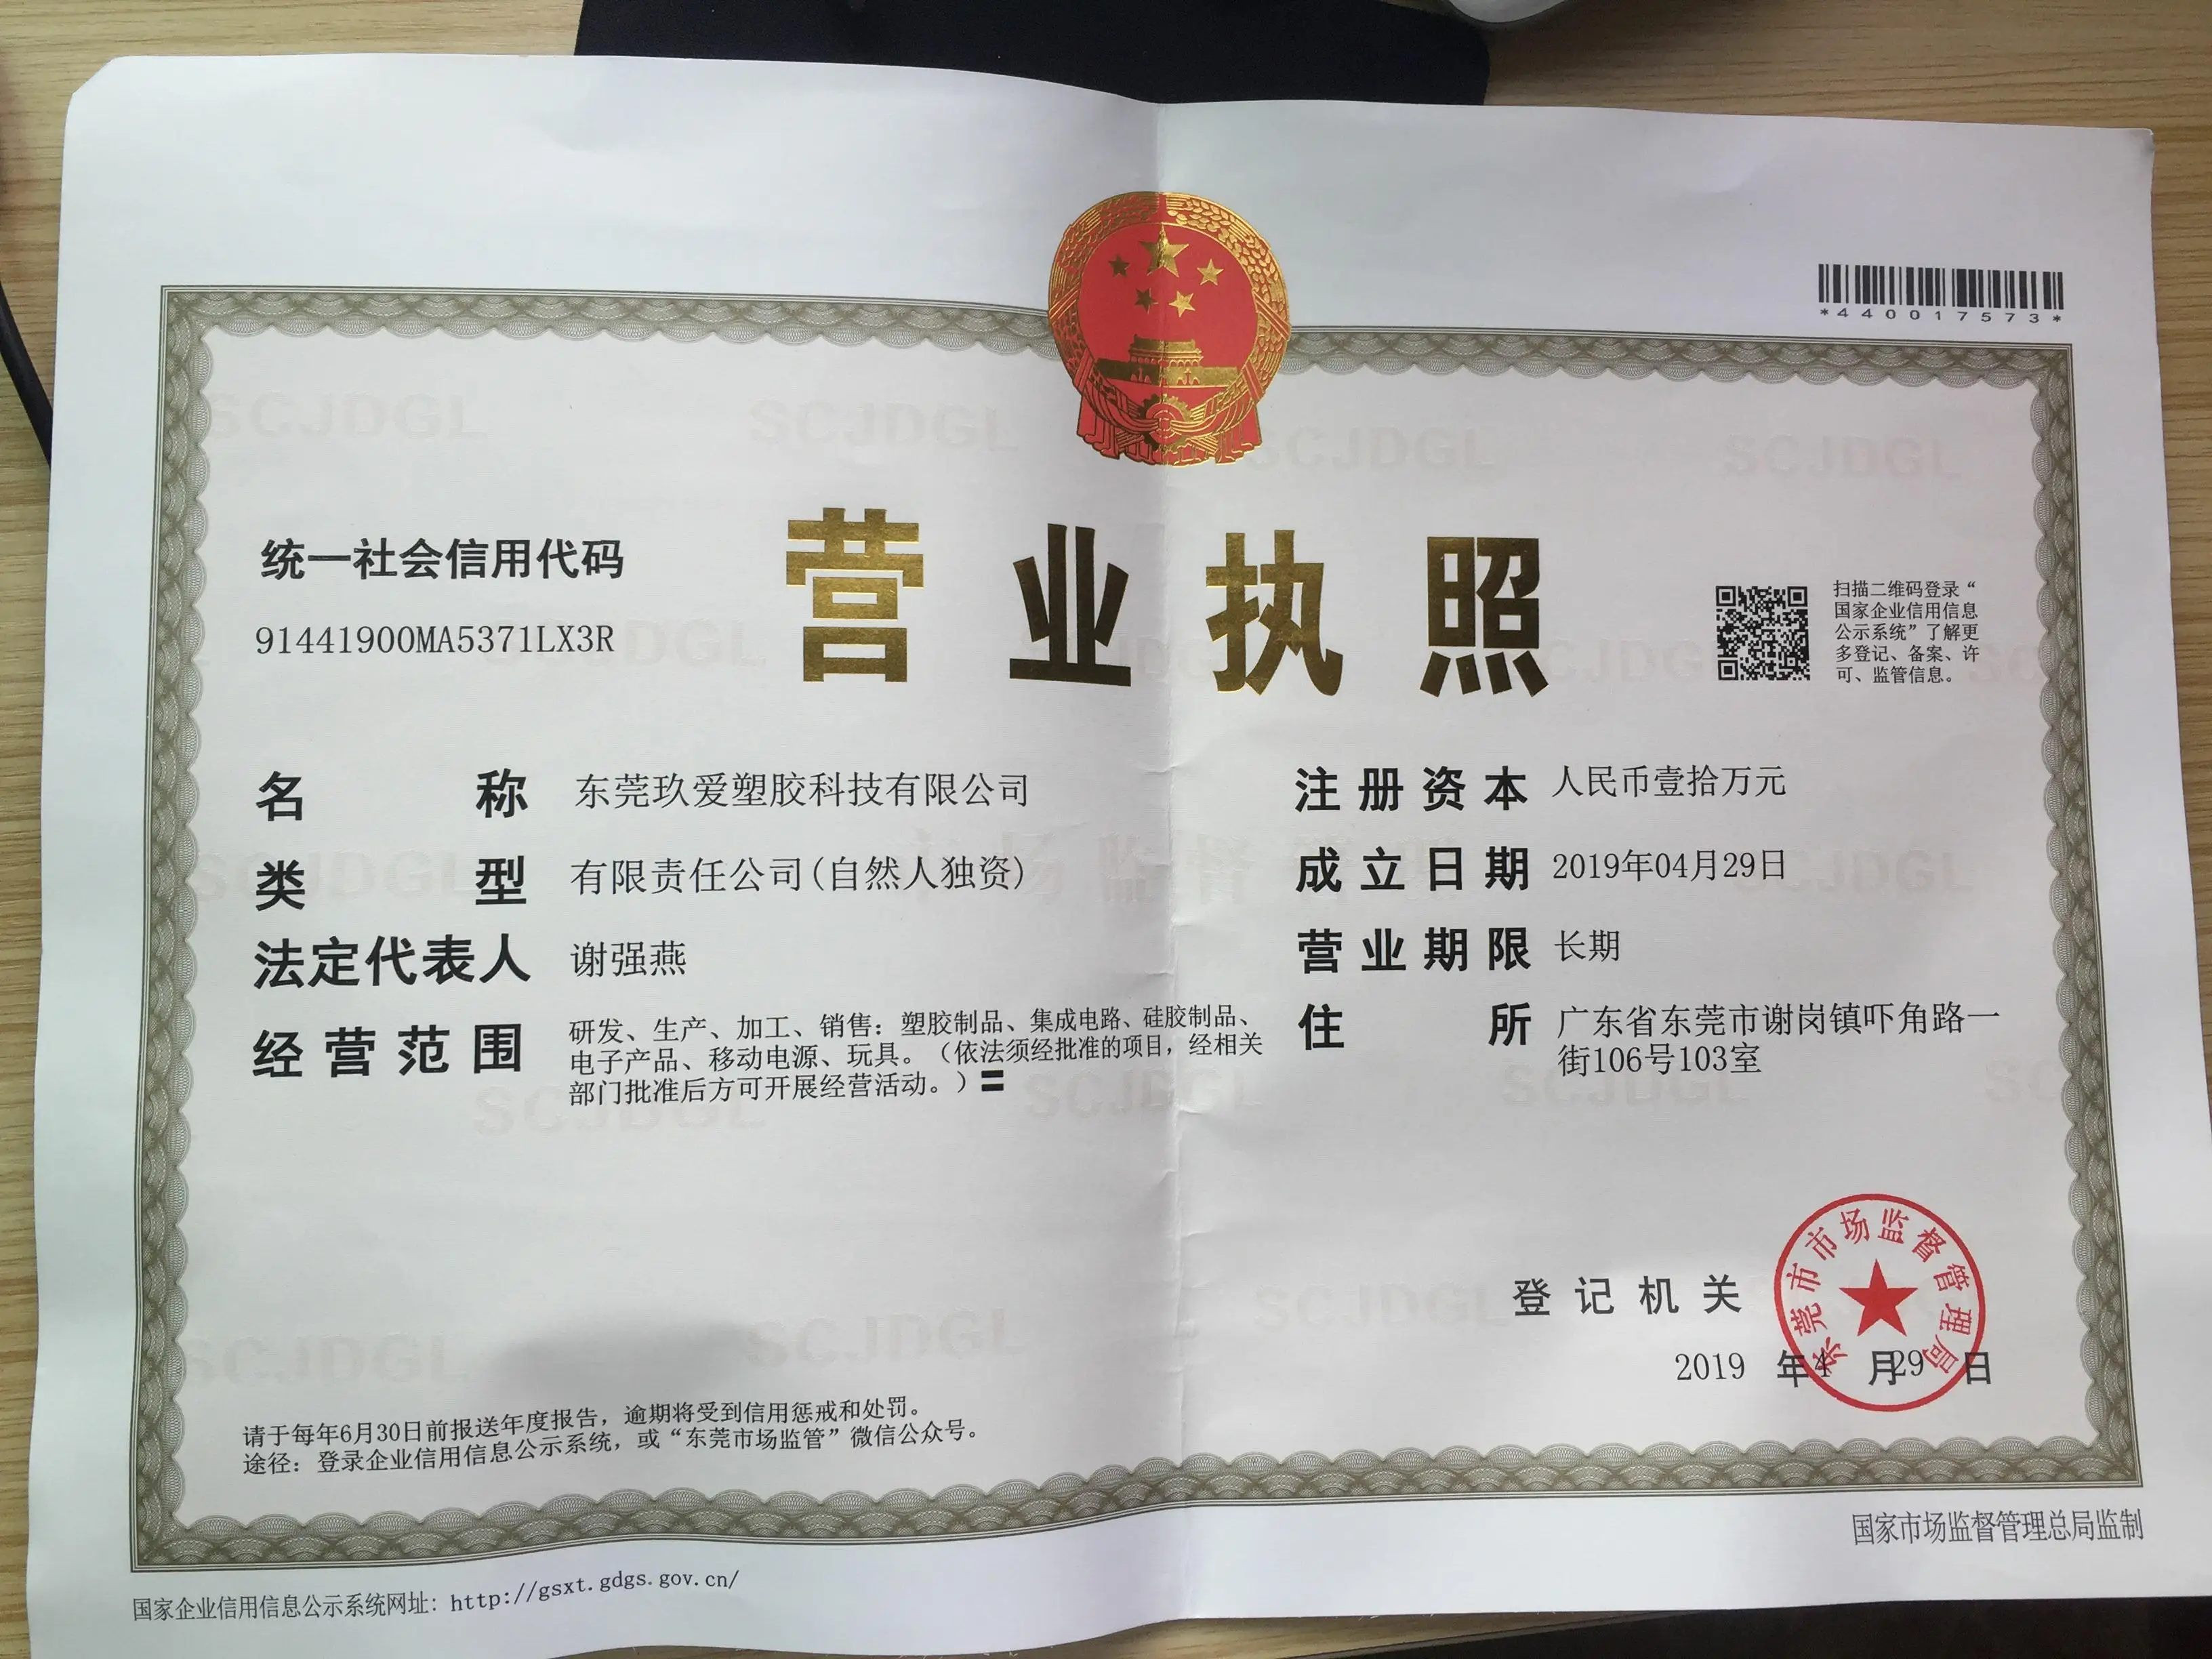 *440017573*
营业执照
统一社会信用代码
91441900MA5371LX3R
扫描二维码登录“
国家企业信用信息
公示系统”了解更
多登记、备案、许
可、监管信息。
名称 东莞玖爱塑胶科技有限公司
类型 有限责任公司(自然人独资)
法定代表人 谢强燕
经营范围 研发、生产、加工、销售：塑胶制品、集成电路、硅胶制品、
电子产品、移动电源、玩具。（依法须经批准的项目，经相关
部门批准后方可开展经营活动。）〓
注册资本 人民币壹拾万元
成立日期 2019年04月29日
营业期限 长期
住所 广东省东莞市谢岗镇吓角路一
街106号103室
登记机关
东莞市市场监督管理局
2019 年4 月29 日
请于每年6月30日前报送年度报告，逾期将受到信用惩戒和处罚。
途径：登录企业信用信息公示系统，或“东莞市场监管”微信公众号。
国家企业信用信息公示系统网址：http://gsxt.gdgs.gov.cn/
国家市场监督管理总局监制
SCJDGL